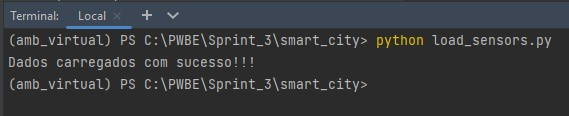 Terminal: Local
(amb_virtual) PS C:\PWBE\Sprint_3\smart_city> python load_sensors.py
Dados carregados com sucesso!!!
(amb_virtual) PS C:\PWBE\Sprint_3\smart_city>